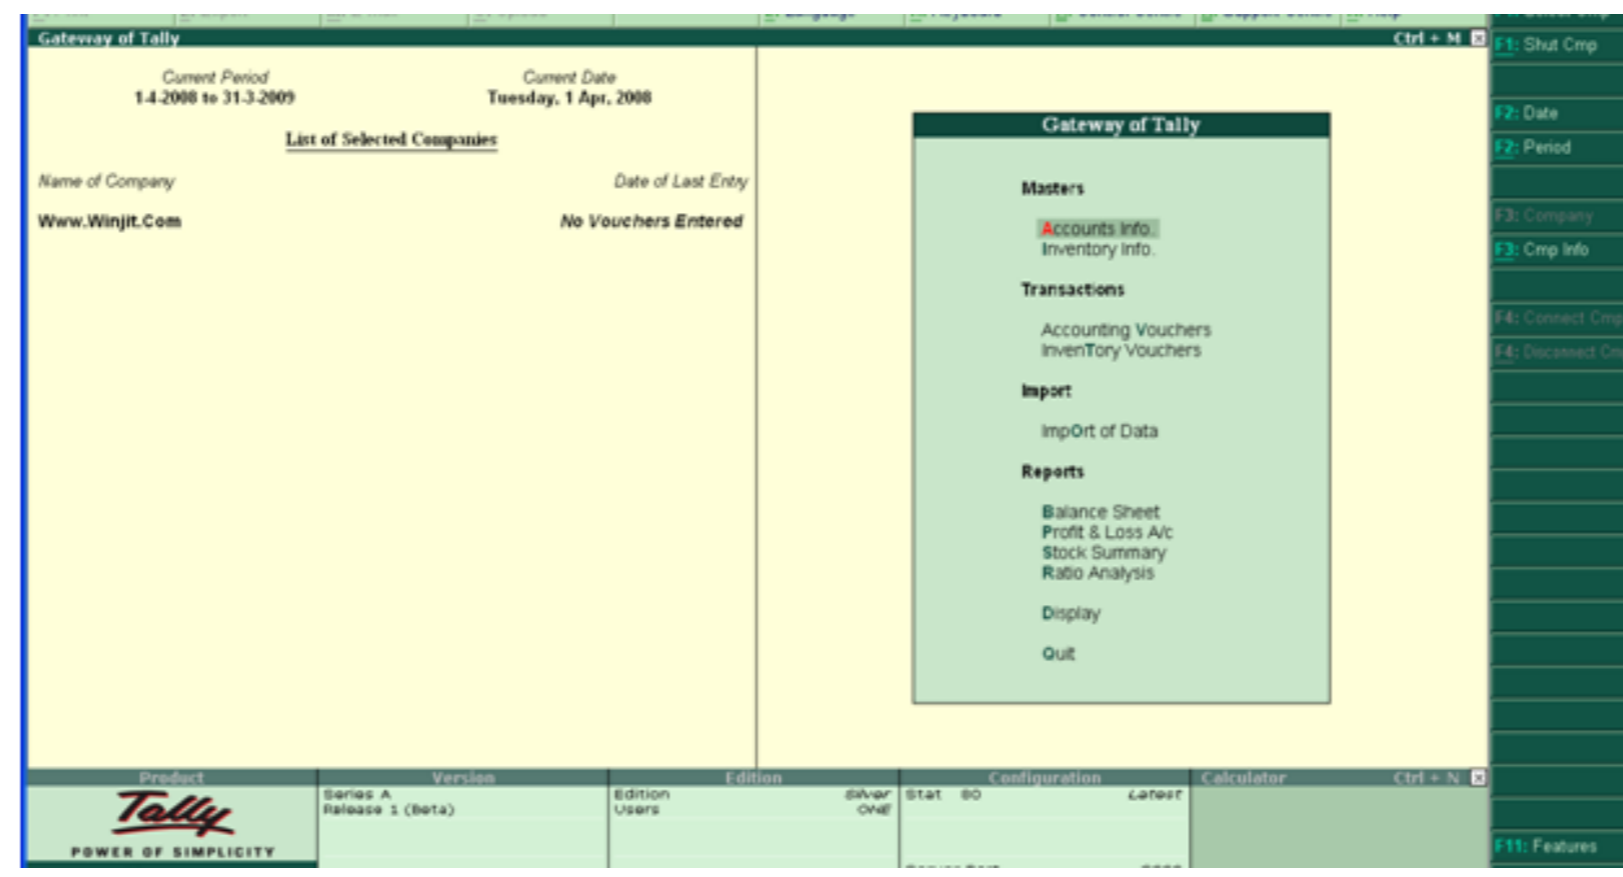 Gateway of Tally Ctrl + M
F1: Shut Cmp
Current Period Current Date
1-4-2008 to 31-3-2009 Tuesday, 1 Apr, 2008
F2: Date
Gateway of Tally
List of Selected Companies
F2: Period
Name of Company Date of Last Entry
Masters
Www.Winjit.Com No Vouchers Entered
F3: Company
Accounts Info.
Inventory Info.
F3: Cmp Info
Transactions
F4: Connect Cmp
Accounting Vouchers
InvenTory Vouchers
F4: Disconnect
Import
ImpOrt of Data
Reports
Balance Sheet
Profit & Loss A/c
Stock Summary
Ratio Analysis
Display
Quit
Product Version Edition Configuration Calculator Ctrl + N
Tally
Series A Edition Silver Stat 80 Latest
Release 1 (Beta) Users ONE
POWER OF SIMPLICITY
F11: Features